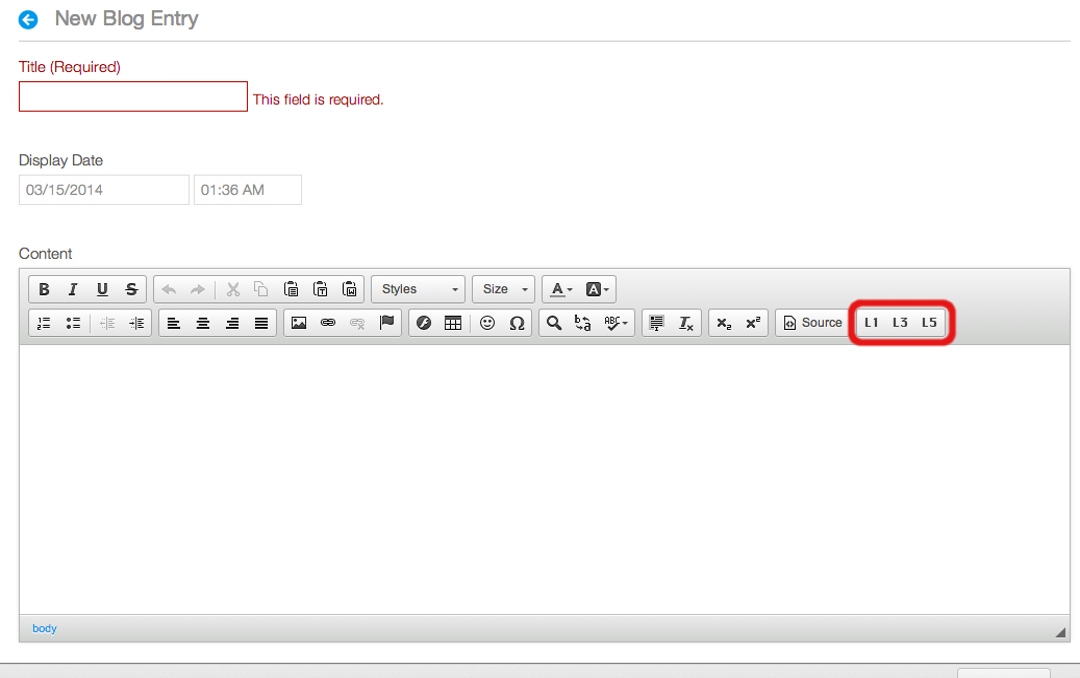 New Blog Entry
Title (Required)
This field is required.
Display Date
03/15/2014 01:36 AM
Content
B I U S Styles Size A A
Source L1 L3 L5
body